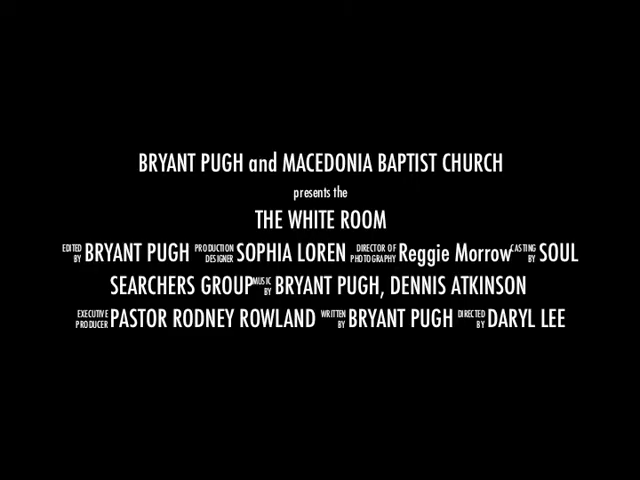 BRYANT PUGH and MACEDONIA BAPTIST CHURCH
presents the
THE WHITE ROOM
EDITED BY BRYANT PUGH PRODUCTION DESIGNER SOPHIA LOREN DIRECTOR OF PHOTOGRAPHY Reggie Morrow CASTING BY SOUL
SEARCHERS GROUP MUSIC BY BRYANT PUGH, DENNIS ATKINSON
EXECUTIVE PRODUCER PASTOR RODNEY ROWLAND WRITTEN BY BRYANT PUGH DIRECTED BY DARYL LEE